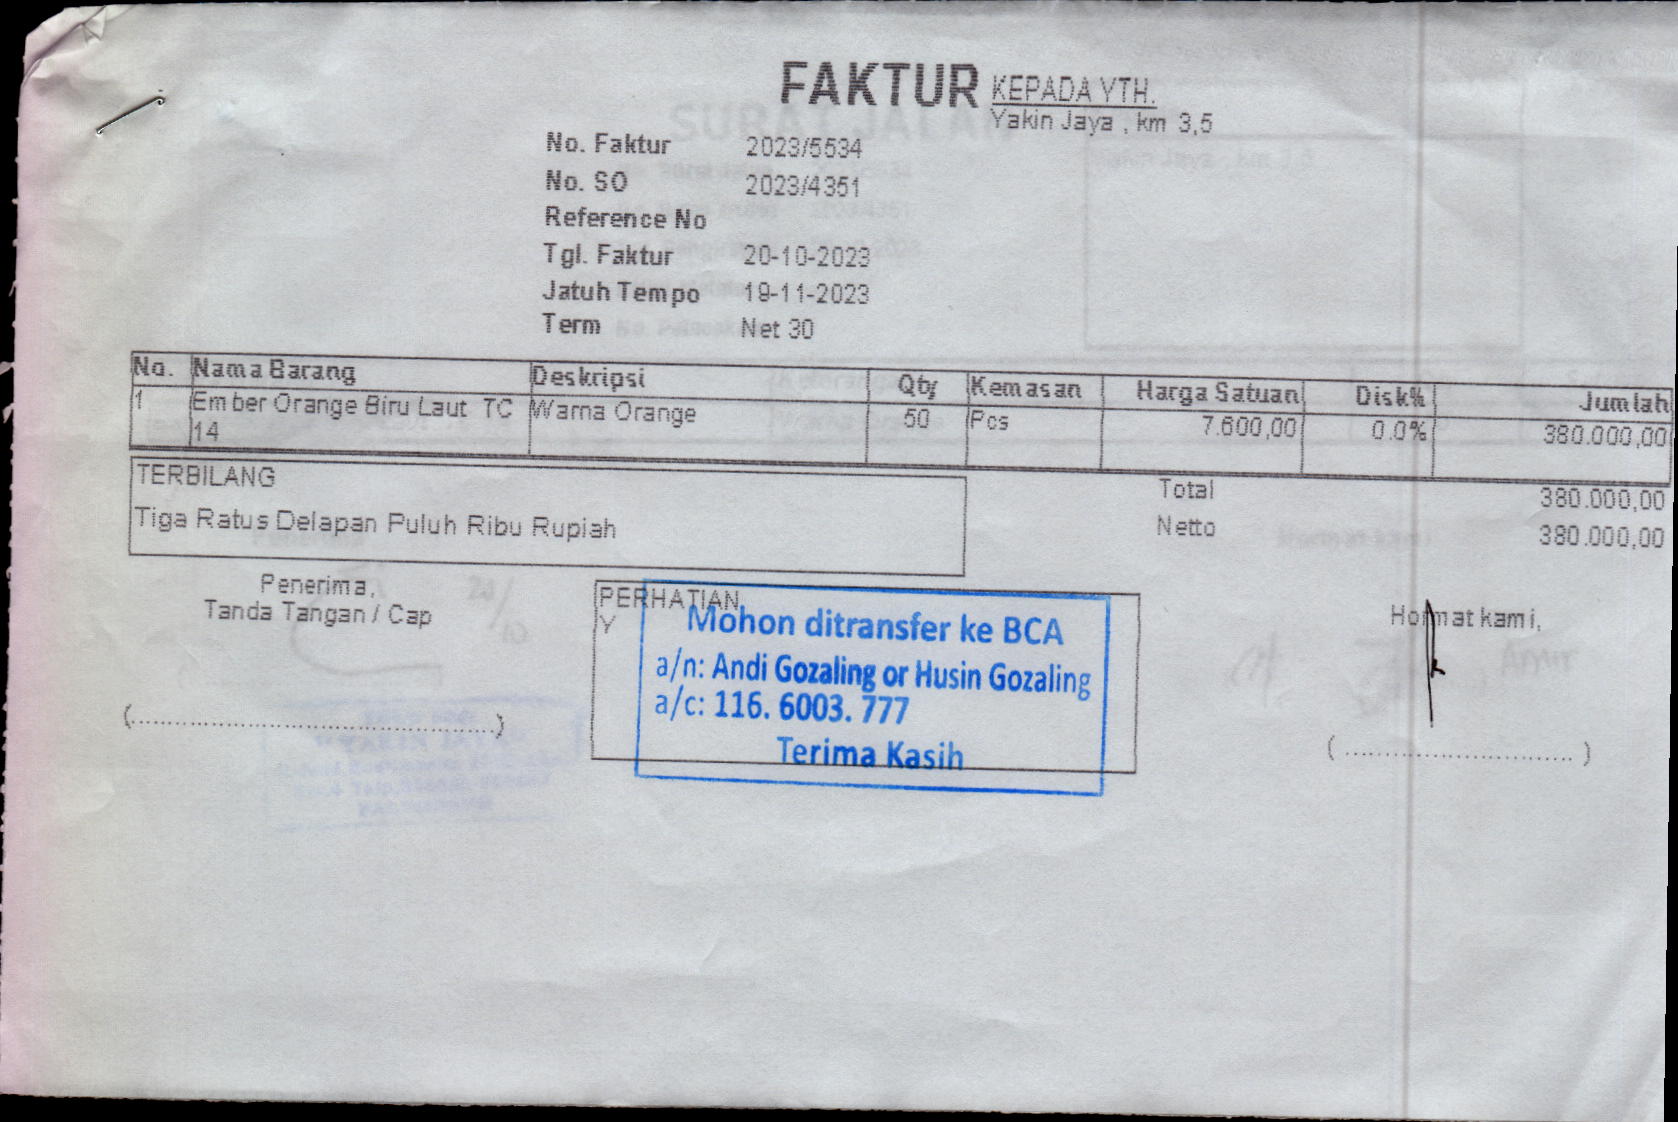 FAKTUR
KEPADA YTH.
Yakin Jaya , km 3,5
No. Faktur 2023/5534
No. SO 2023/4351
Reference No
Tgl. Faktur 20-10-2023
Jatuh Tempo 19-11-2023
Term Net 30
No. Nama Barang Deskripsi Qty Kemasan Harga Satuan Disk% Jumlah
1 Ember Orange Biru Laut TC Warna Orange 50 Pcs 7.600,00 0.0% 380.000,00
14
TERBILANG
Tiga Ratus Delapan Puluh Ribu Rupiah
Total 380.000,00
Netto 380.000,00
Penerima,
Tanda Tangan / Cap
(..................................................)
PERHATIAN
Y
Mohon ditransfer ke BCA
a/n: Andi Gozaling or Husin Gozaling
a/c: 116. 6003. 777
Terima Kasih
Hormat kami,
(................................)